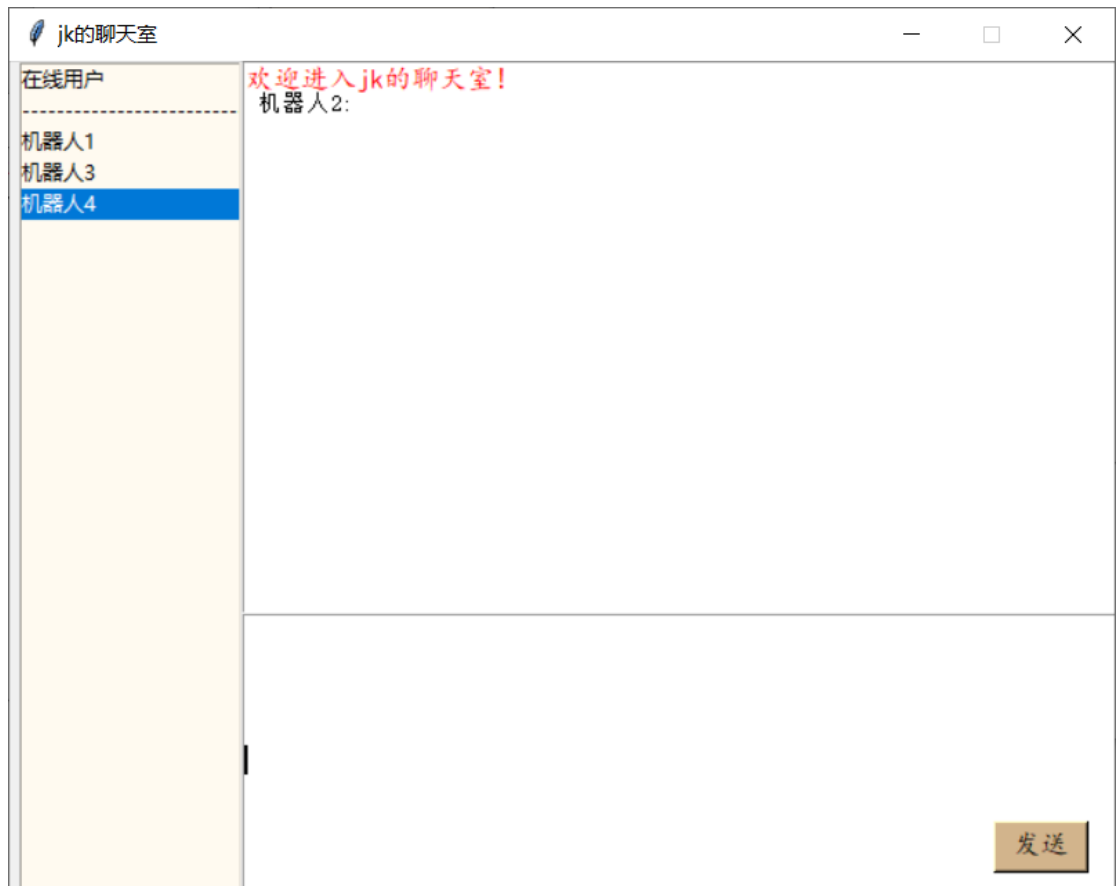 jk的聊天室
在线用户
------------------------
机器人1
机器人3
机器人4
欢迎进入jk的聊天室!
机器人2:
发送